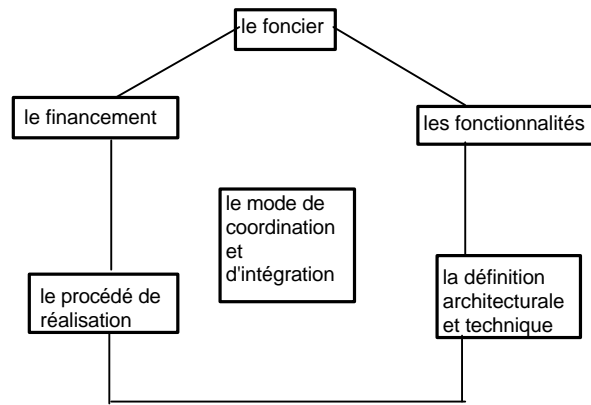 le foncier
le financement
les fonctionnalités
le mode de
coordination
et
d'intégration
le procédé de
réalisation
la définition
architecturale
et technique